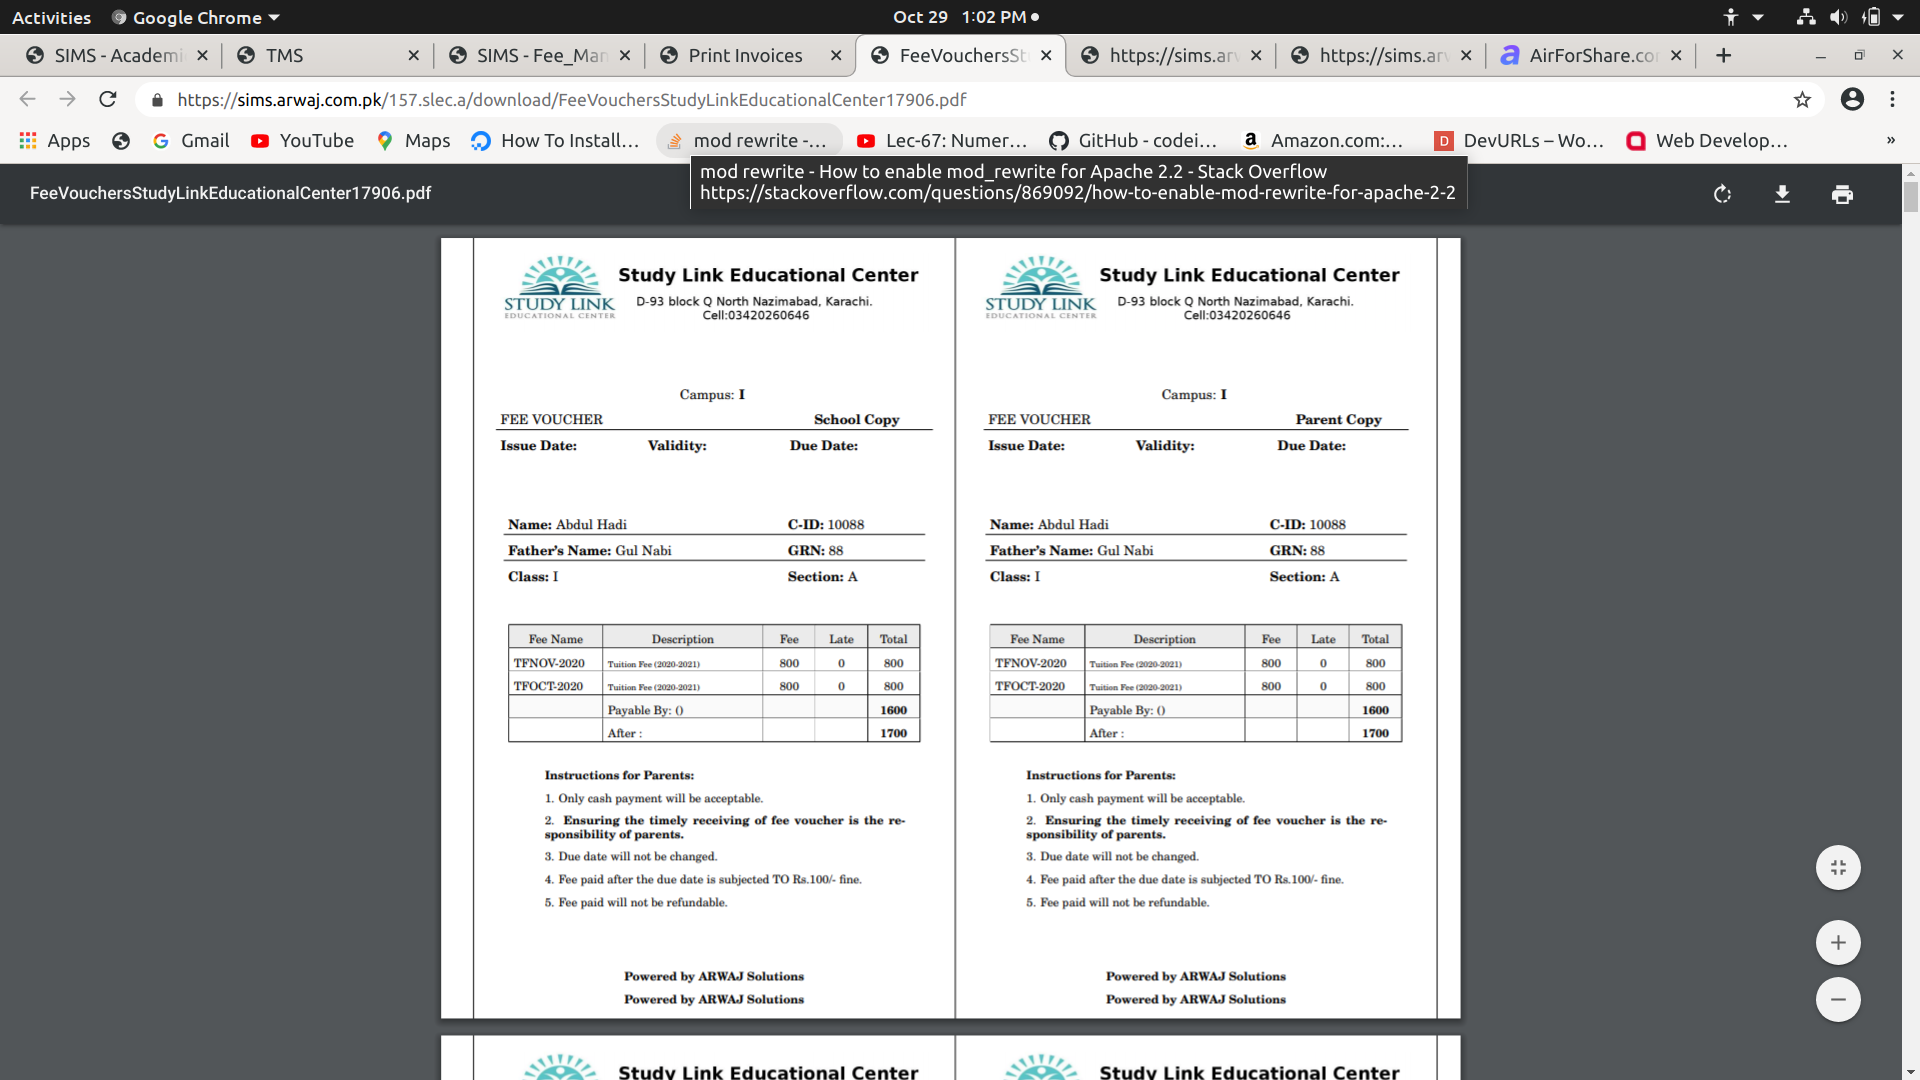 Activities Google Chrome Oct 29 1:02 PM
SIMS - Academi TMS SIMS - Fee_Man Print Invoices FeeVouchersSt https://sims.arw https://sims.arw AirForShare.co
https://sims.arwaj.com.pk/157.slec.a/download/FeeVouchersStudyLinkEducationalCenter17906.pdf
Apps Gmail YouTube Maps How To Install... mod rewrite -... Lec-67: Numer... GitHub - codei... Amazon.com:... DevURLs – Wo... Web Develop... »
mod rewrite - How to enable mod_rewrite for Apache 2.2 - Stack Overflow
https://stackoverflow.com/questions/869092/how-to-enable-mod-rewrite-for-apache-2-2
FeeVouchersStudyLinkEducationalCenter17906.pdf
STUDY LINK
EDUCATIONAL CENTER
Study Link Educational Center
D-93 block Q North Nazimabad, Karachi.
Cell:03420260646
Campus: I
FEE VOUCHER School Copy
Issue Date: Validity: Due Date:
Name: Abdul Hadi C-ID: 10088
Father's Name: Gul Nabi GRN: 88
Class: I Section: A
Fee Name Description Fee Late Total
TFNOV-2020 Tuition Fee (2020-2021) 800 0 800
TFOCT-2020 Tuition Fee (2020-2021) 800 0 800
Payable By: () 1600
After : 1700
Instructions for Parents:
1. Only cash payment will be acceptable.
2. Ensuring the timely receiving of fee voucher is the re-
sponsibility of parents.
3. Due date will not be changed.
4. Fee paid after the due date is subjected TO Rs.100/- fine.
5. Fee paid will not be refundable.
Powered by ARWAJ Solutions
Powered by ARWAJ Solutions
STUDY LINK
EDUCATIONAL CENTER
Study Link Educational Center
D-93 block Q North Nazimabad, Karachi.
Cell:03420260646
Campus: I
FEE VOUCHER Parent Copy
Issue Date: Validity: Due Date:
Name: Abdul Hadi C-ID: 10088
Father's Name: Gul Nabi GRN: 88
Class: I Section: A
Fee Name Description Fee Late Total
TFNOV-2020 Tuition Fee (2020-2021) 800 0 800
TFOCT-2020 Tuition Fee (2020-2021) 800 0 800
Payable By: () 1600
After : 1700
Instructions for Parents:
1. Only cash payment will be acceptable.
2. Ensuring the timely receiving of fee voucher is the re-
sponsibility of parents.
3. Due date will not be changed.
4. Fee paid after the due date is subjected TO Rs.100/- fine.
5. Fee paid will not be refundable.
Powered by ARWAJ Solutions
Powered by ARWAJ Solutions
Study Link Educational Center
Study Link Educational Center